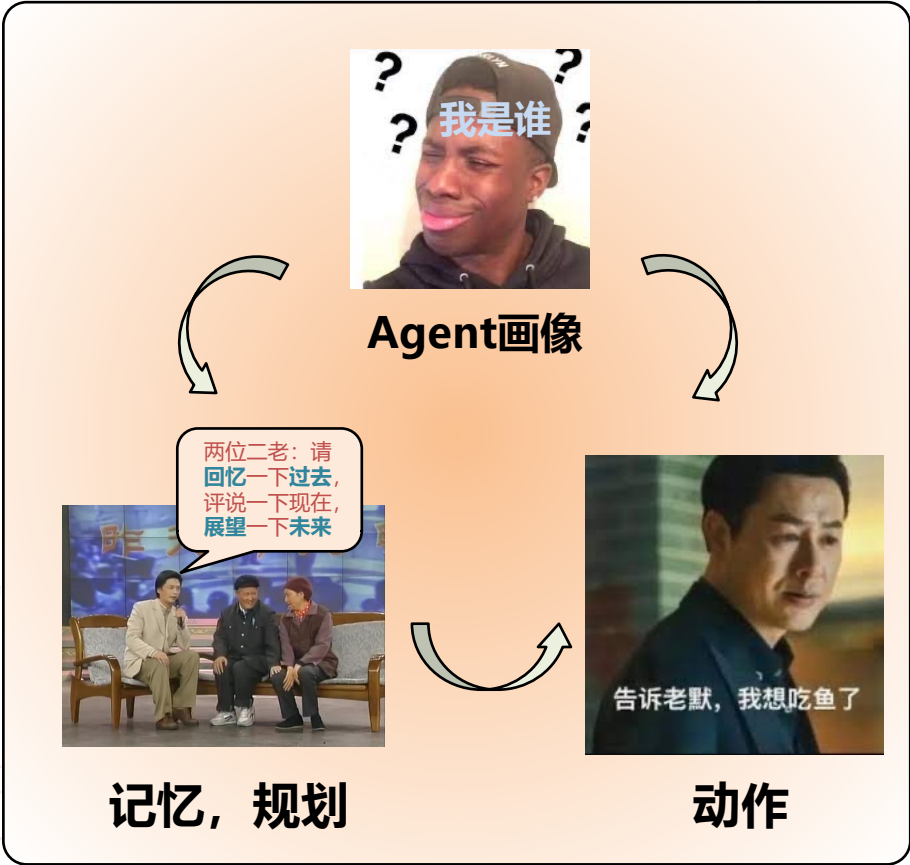 ?
?
?
?
我是谁
Agent画像
两位二老：请
回忆一下过去，
评说一下现在，
展望一下未来
昨天
告诉老默，我想吃鱼了
记忆，规划
动作